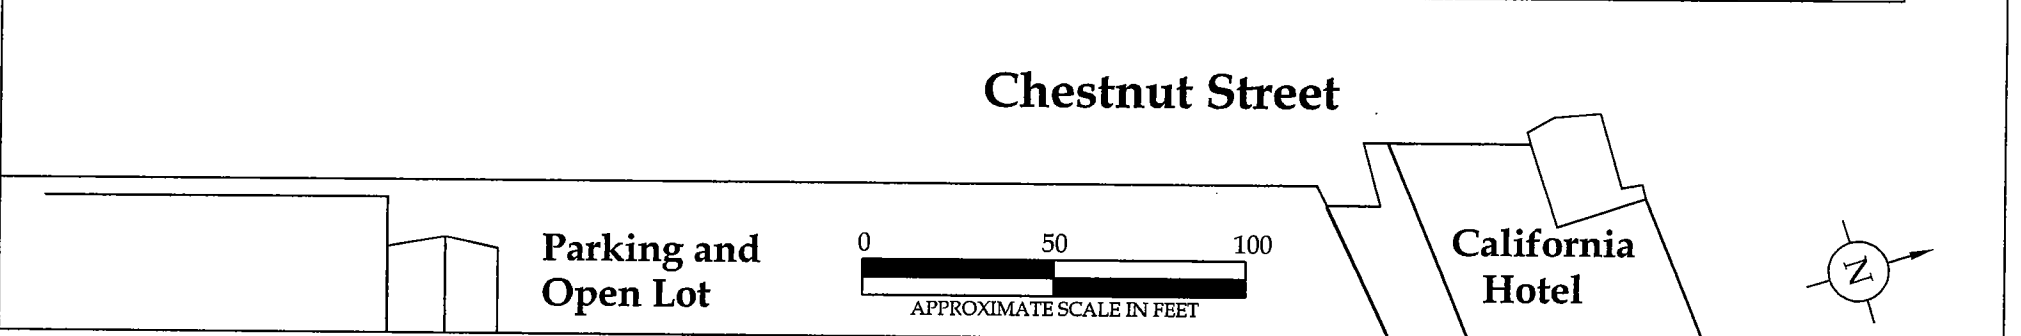 Chestnut Street
Parking and
Open Lot
0 50 100
APPROXIMATE SCALE IN FEET
California
Hotel
N